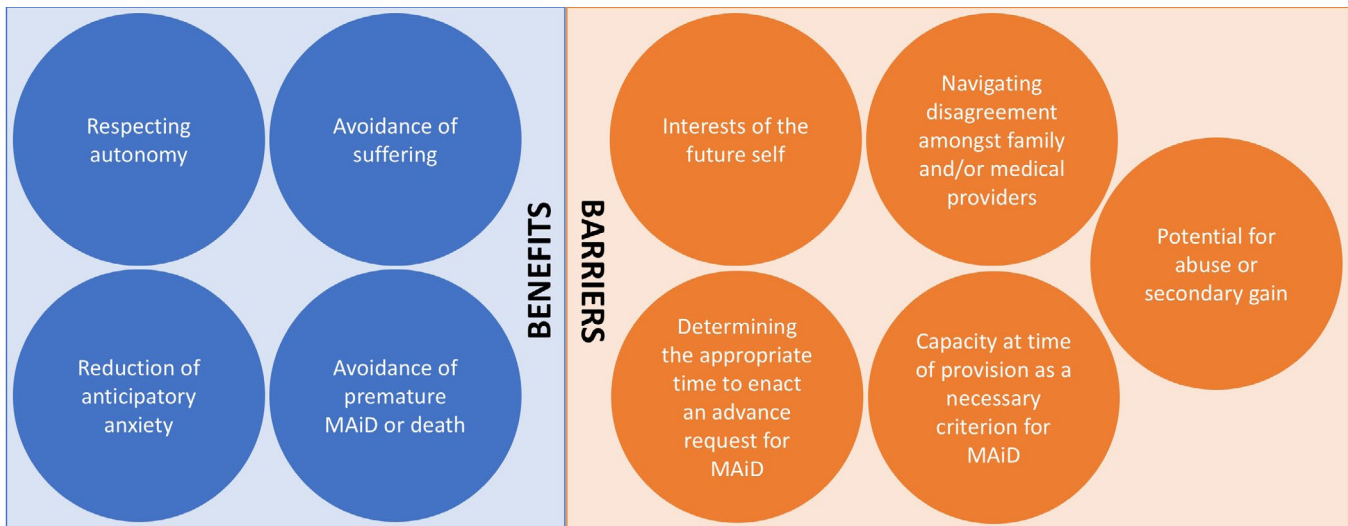 Respecting
autonomy
Avoidance of
suffering
Reduction of
anticipatory
anxiety
Avoidance of
premature
MAiD or death
BENEFITS
BARRIERS
Interests of the
future self
Navigating
disagreement
amongst family
and/or medical
providers
Potential for
abuse or
secondary gain
Determining
the appropriate
time to enact
an advance
request for
MAiD
Capacity at time
of provision as a
necessary
criterion for
MAiD